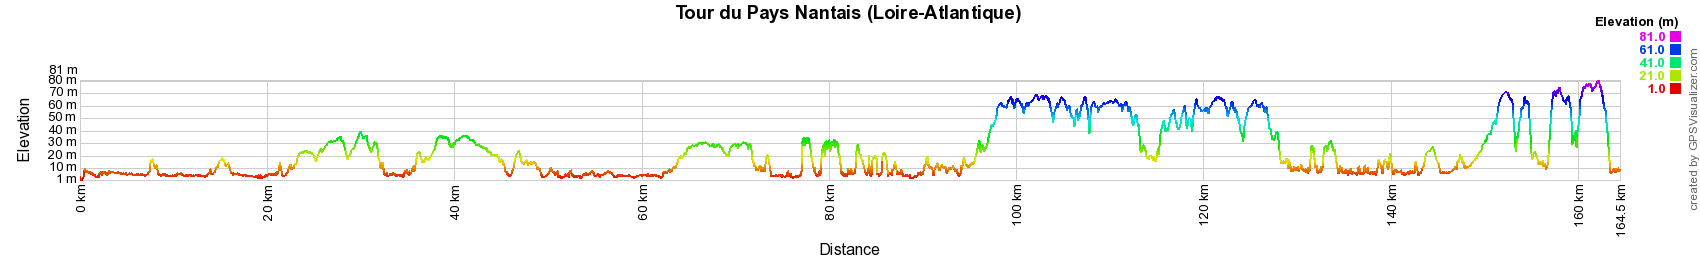 Tour du Pays Nantais (Loire-Atlantique)
Elevation (m)
81.0
61.0
41.0
21.0
1.0
81 m
80 m
70 m
60 m
50 m
40 m
30 m
20 m
10 m
1 m
Elevation
0 km
20 km
40 km
60 km
80 km
100 km
120 km
140 km
160 km
164.5 km
Distance
created by GPSVisualizer.com